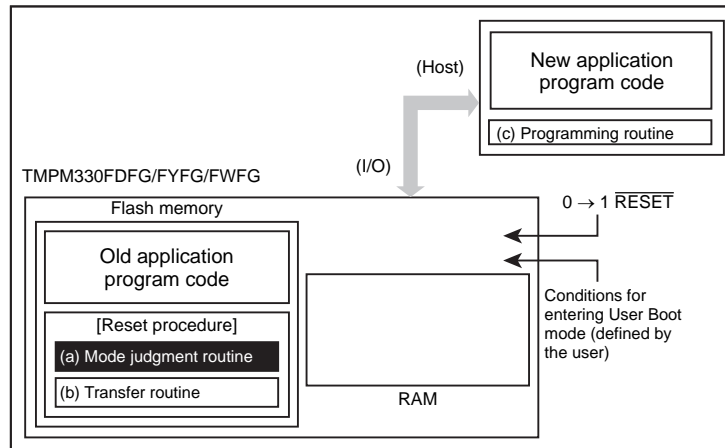 New application
program code
(Host)
(c) Programming routine
(I/O)
TMPM330FDFG/FYFG/FWFG
Flash memory
0 → 1 RESET
Old application
program code
[Reset procedure]
(a) Mode judgment routine
(b) Transfer routine
Conditions for
entering User Boot
mode (defined by
the user)
RAM